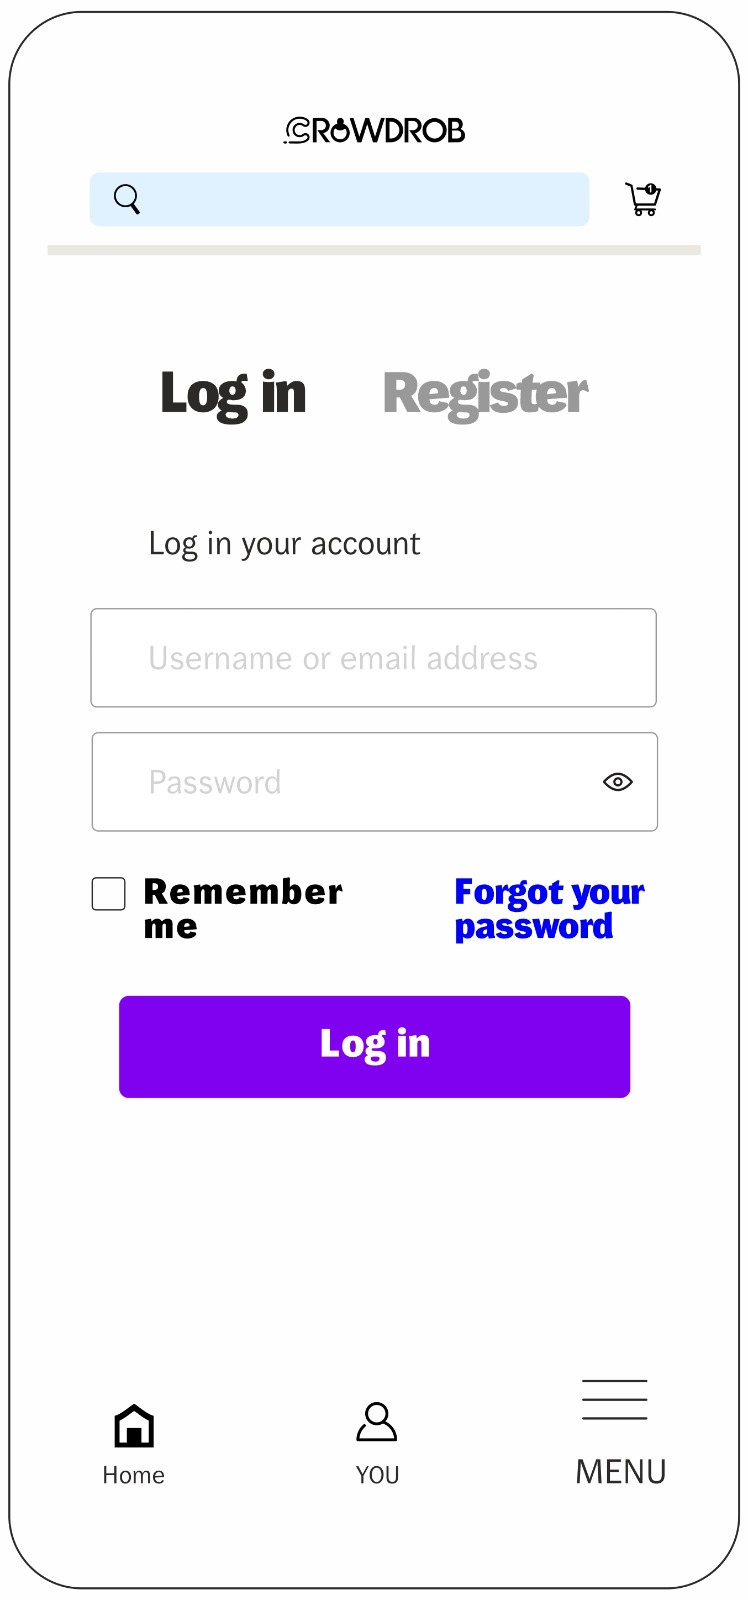 CROWDROB
1
Log in Register
Log in your account
Username or email address
Password
Remember
me
Forgot your
password
Log in
Home YOU MENU